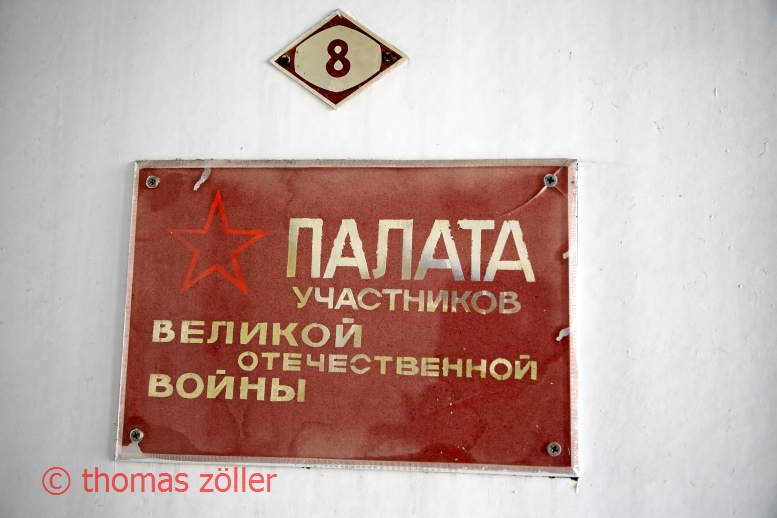 8
ПАЛАТА
УЧАСТНИКОВ
ВЕЛИКОЙ
ОТЕЧЕСТВЕННОЙ
ВОЙНЫ
© thomas zöller